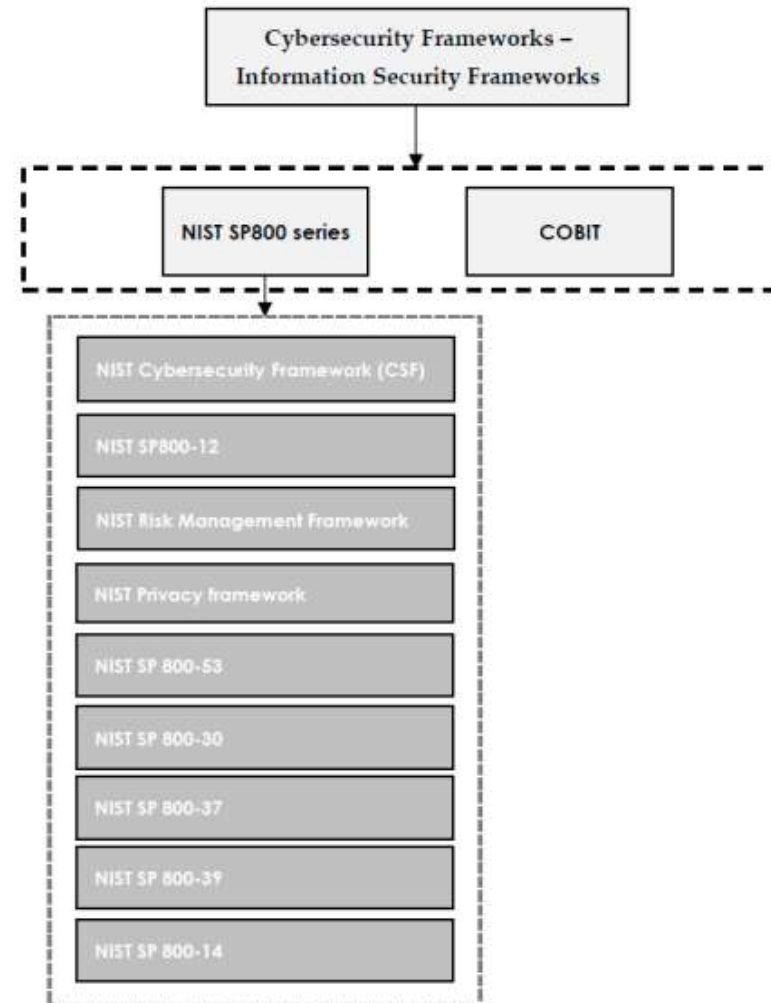 Cybersecurity Frameworks –
Information Security Frameworks
NIST SP800 series
COBIT
NIST Cybersecurity Framework (CSF)
NIST SP800-12
NIST Risk Management Framework
NIST Privacy framework
NIST SP 800-53
NIST SP 800-30
NIST SP 800-37
NIST SP 800-39
NIST SP 800-14